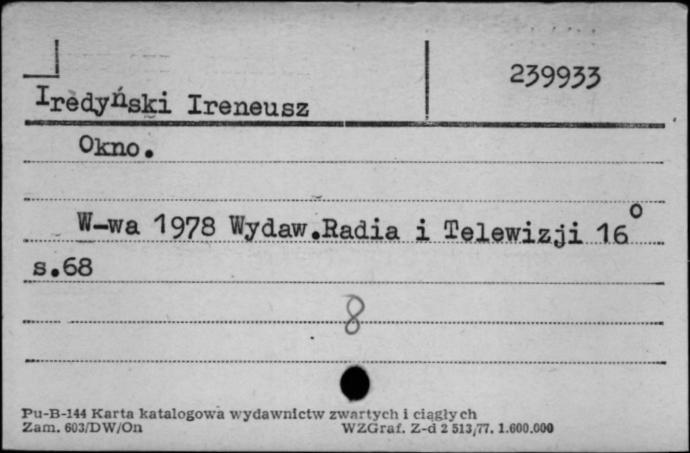 239933
Iredyński Ireneusz
Okno.
W-wa 1978 Wydaw.Radia i Telewizji 16°
s.68
8
Pu-B-144 Karta katalogowa wydawnictw zwartych i ciągłych
Zam. 603/DW/On WZGraf. Z-d 2 513/77. 1.600.000